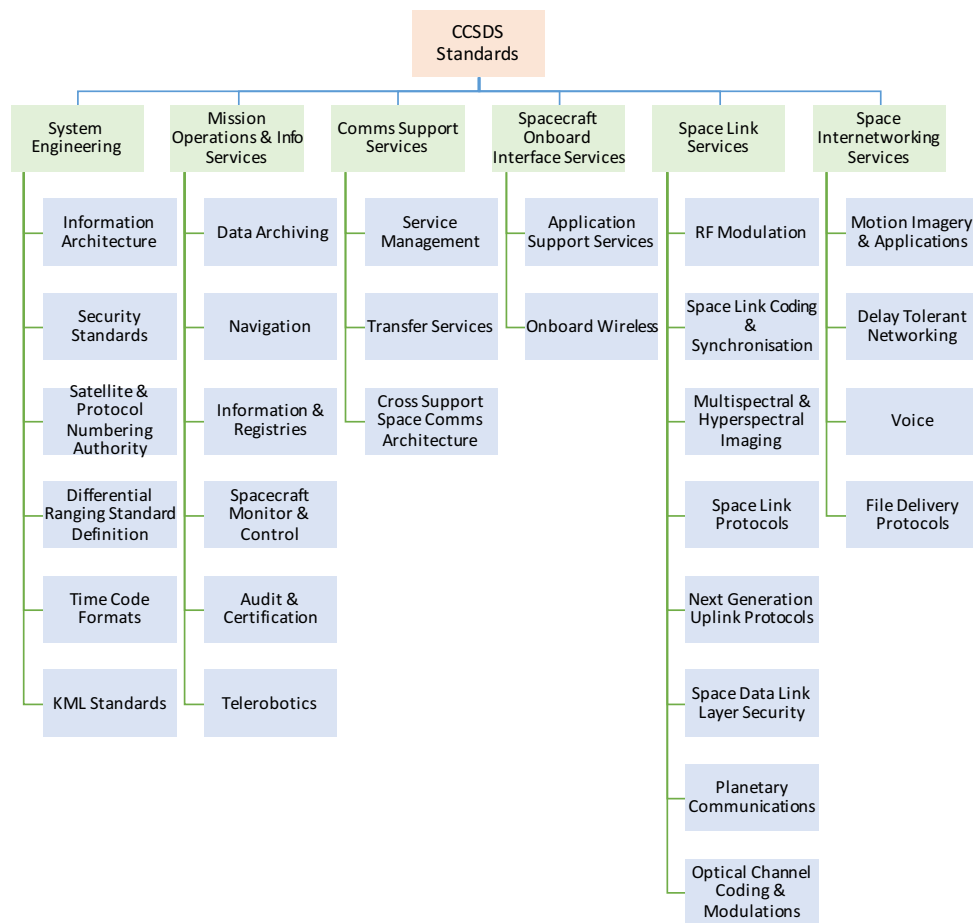 CCSDS
Standards
System
Engineering
Mission
Operations & Info
Services
Comms Support
Services
Spacecraft
Onboard
Interface Services
Space Link
Services
Space
Internetworking
Services
Information
Architecture
Security
Standards
Satellite &
Protocol
Numbering
Authority
Differential
Ranging Standard
Definition
Time Code
Formats
KML Standards
Data Archiving
Navigation
Information &
Registries
Spacecraft
Monitor &
Control
Audit &
Certification
Telerobotics
Service
Management
Transfer Services
Cross Support
Space Comms
Architecture
Application
Support Services
Onboard Wireless
RF Modulation
Space Link Coding
&
Synchronisation
Multispectral &
Hyperspectral
Imaging
Space Link
Protocols
Next Generation
Uplink Protocols
Space Data Link
Layer Security
Planetary
Communications
Optical Channel
Coding &
Modulations
Motion Imagery
& Applications
Delay Tolerant
Networking
Voice
File Delivery
Protocols